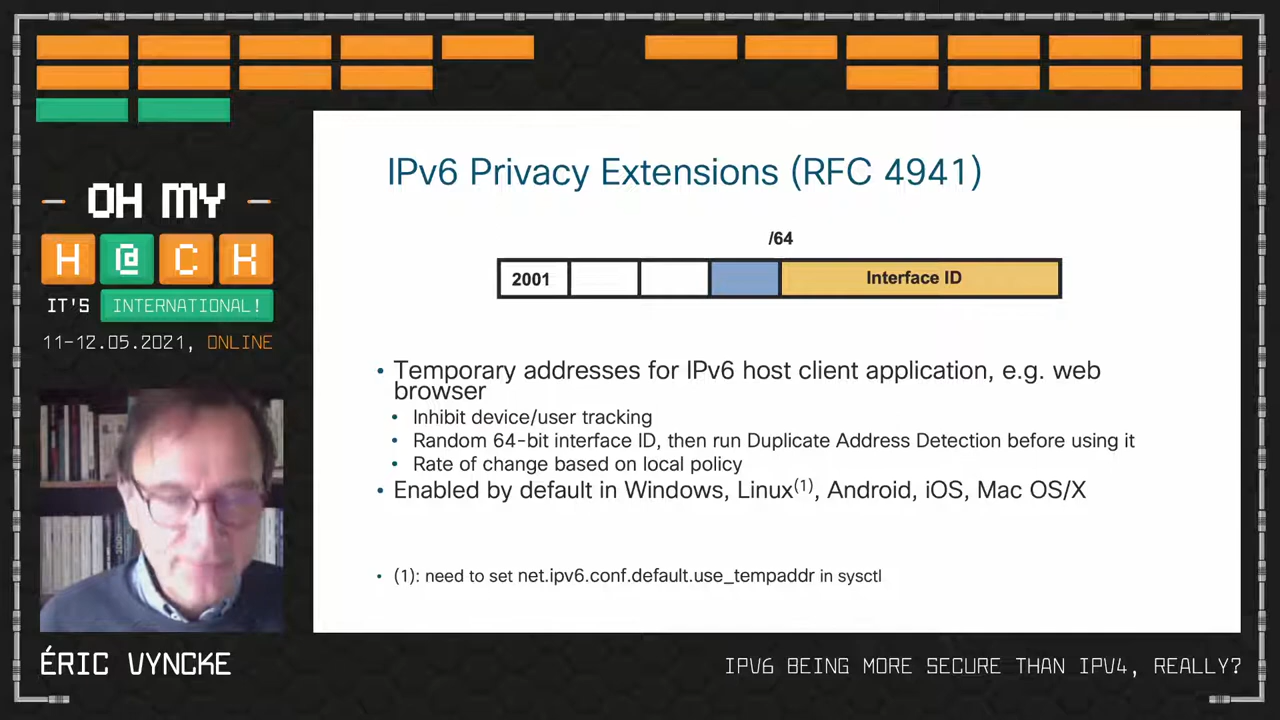 OH MY
H@CK
IT'S INTERNATIONAL!
11-12.05.2021, ONLINE
IPv6 Privacy Extensions (RFC 4941)
/64
2001
Interface ID
• Temporary addresses for IPv6 host client application, e.g. web
browser
• Inhibit device/user tracking
• Random 64-bit interface ID, then run Duplicate Address Detection before using it
• Rate of change based on local policy
• Enabled by default in Windows, Linux(1), Android, iOS, Mac OS/X
• (1): need to set net.ipv6.conf.default.use_tempaddr in sysctl
ÉRIC VYNCKE
IPV6 BEING MORE SECURE THAN IPV4, REALLY?